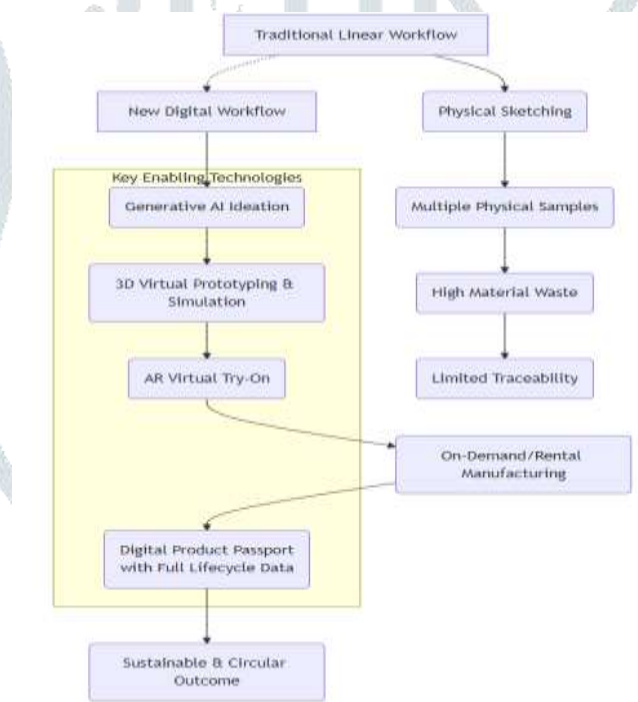 Traditional Linear Workflow
New Digital Workflow
Physical Sketching
Key Enabling Technologies
Generative AI Ideation
Multiple Physical Samples
3D Virtual Prototyping &
Simulation
High Material Waste
AR Virtual Try-On
Limited Traceability
On-Demand/Rental
Manufacturing
Digital Product Passport
with Full Lifecycle Data
Sustainable & Circular
Outcome